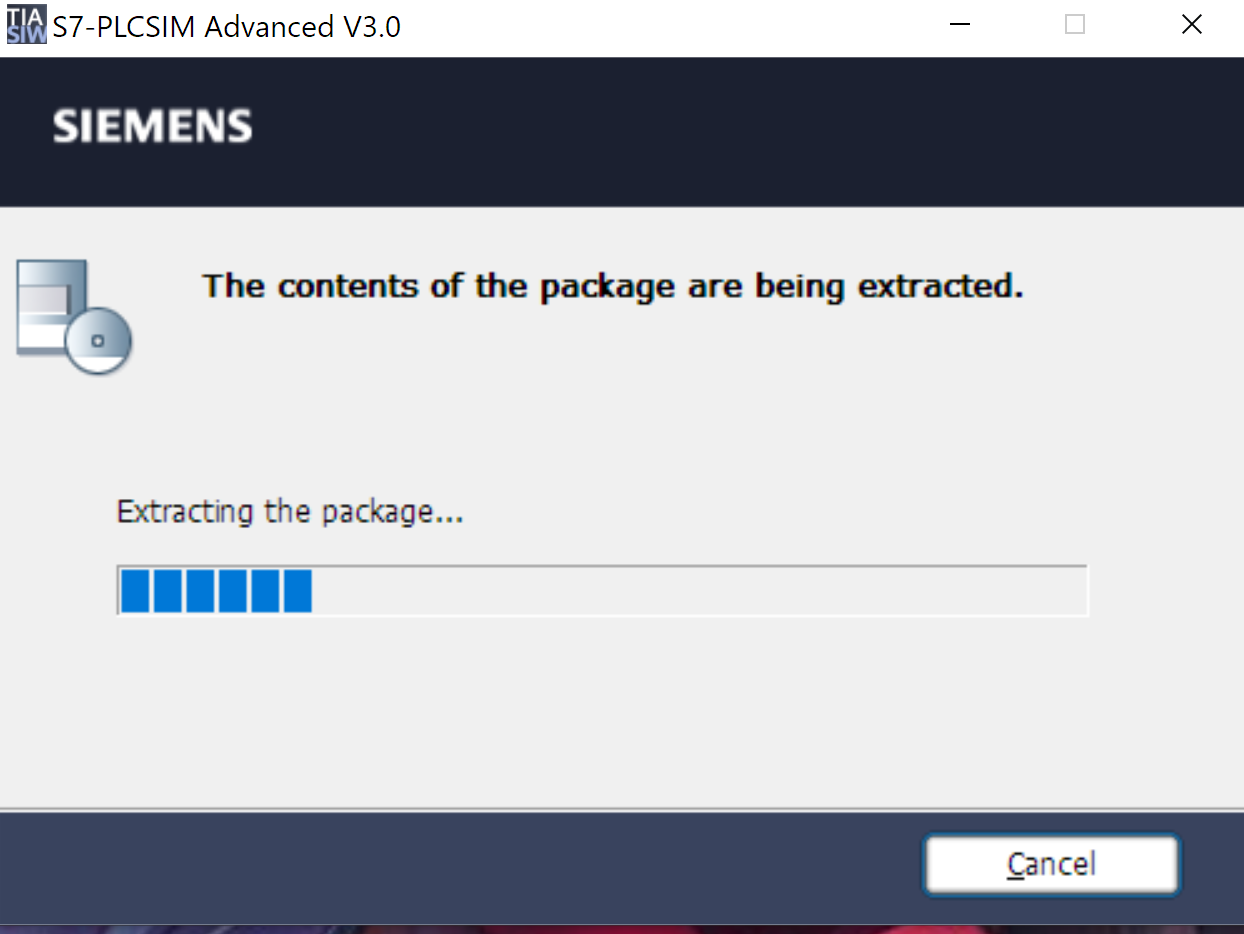 TIA
SIW
S7-PLCSIM Advanced V3.0
SIEMENS
The contents of the package are being extracted.
Extracting the package...
Cancel